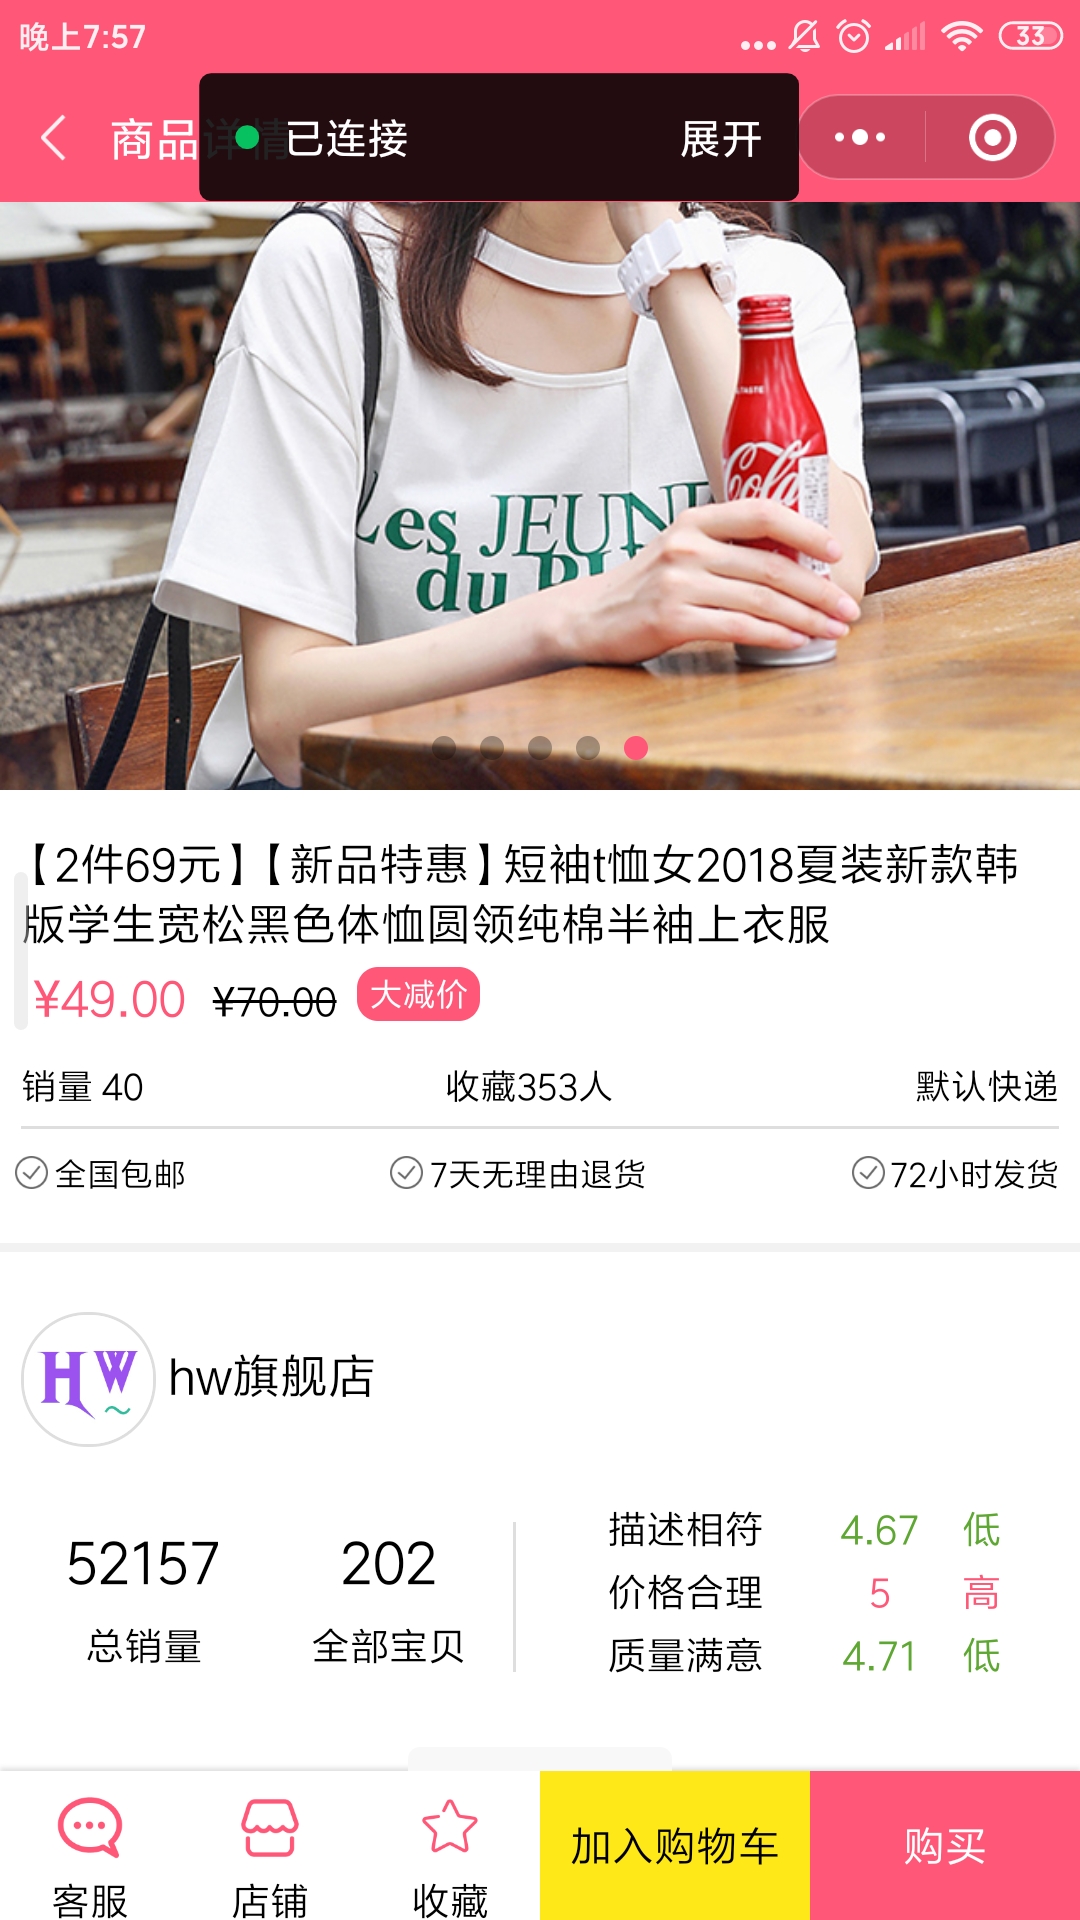 晚上7:57
33
商品详情
已连接
展开
TASTE
Cola
Les JEUNE
du
【2件69元】【新品特惠】短袖t恤女2018夏装新款韩
版学生宽松黑色体恤圆领纯棉半袖上衣服
¥49.00 ¥70.00 大减价
销量 40 收藏353人 默认快递
全国包邮 7天无理由退货 72小时发货
HW
hw旗舰店
52157 202
总销量 全部宝贝
描述相符 4.67 低
价格合理 5 高
质量满意 4.71 低
客服 店铺 收藏 加入购物车 购买